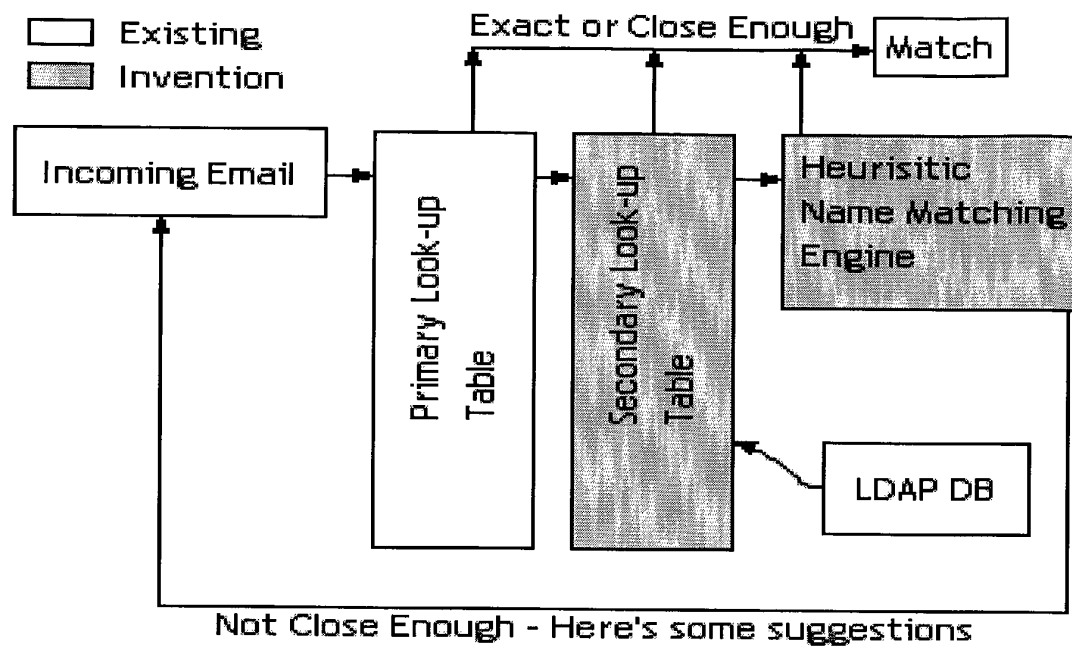 Existing
Invention
Exact or Close Enough
Match
Incoming Email
Primary Look-up
Table
Secondary Look-up
Table
Heurisitic
Name Matching
Engine
LDAP DB
Not Close Enough - Here's some suggestions